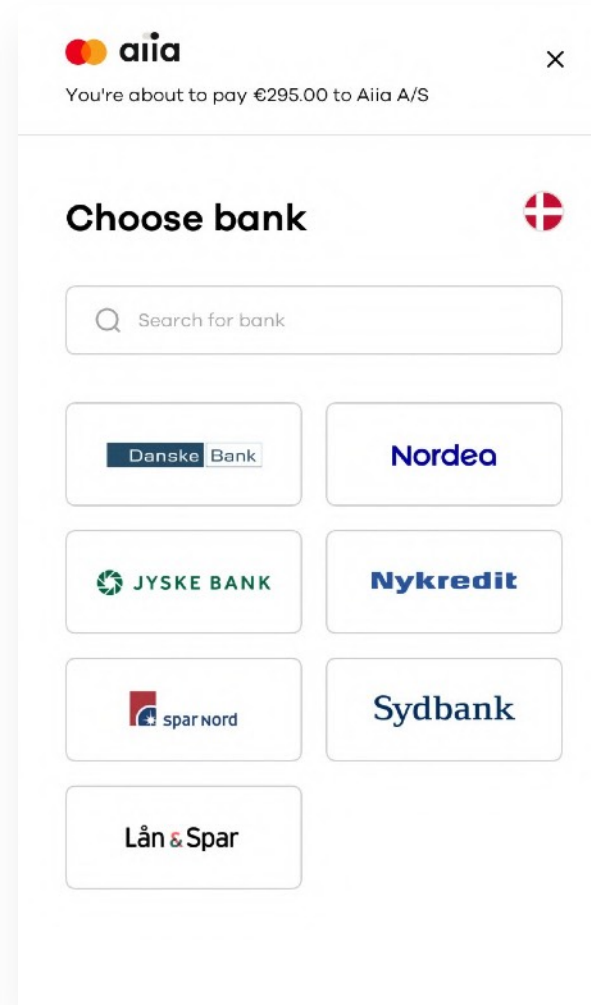 aiia
You're about to pay €295.00 to Aiia A/S
Choose bank
Search for bank
Danske Bank
Nordea
JYSKE BANK
Nykredit
spar nord
Sydbank
Lån & Spar